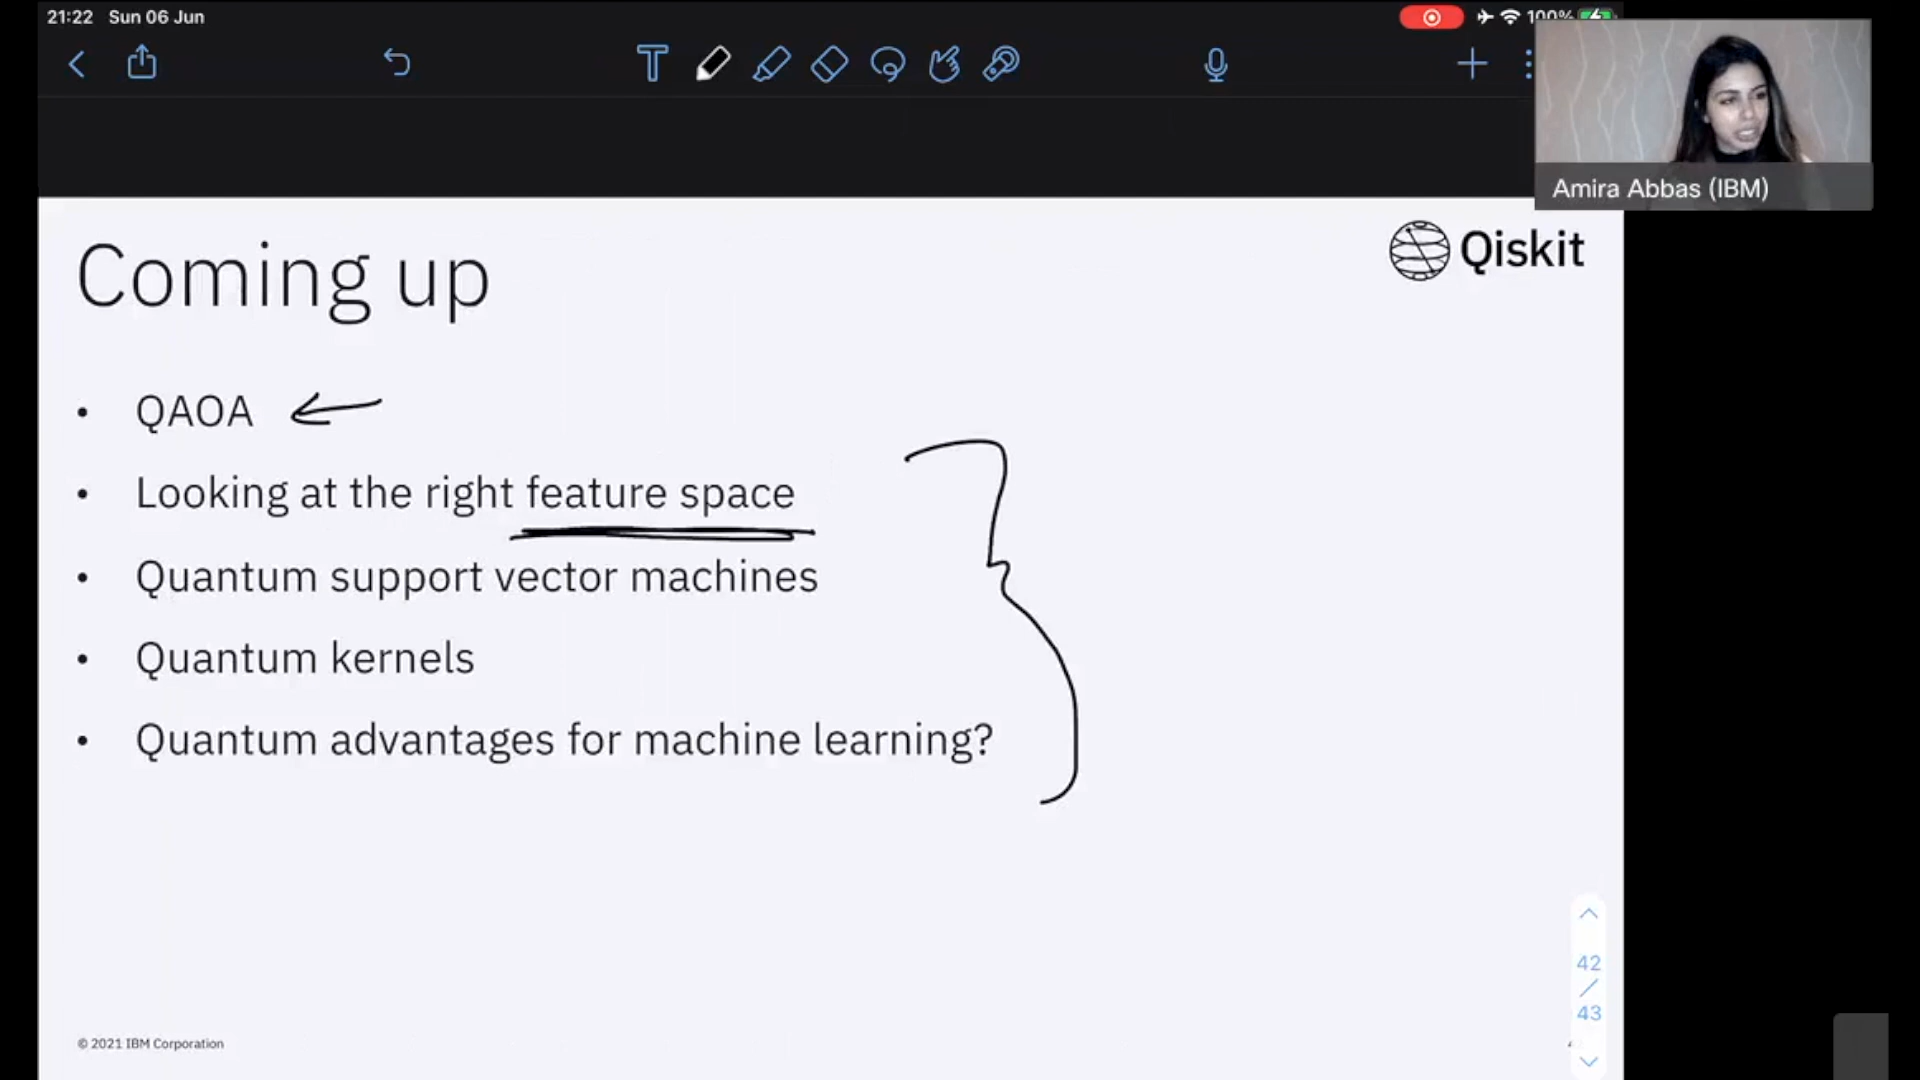 21:22 Sun 06 Jun
100%
Amira Abbas (IBM)
Qiskit
Coming up
• QAOA
• Looking at the right feature space
• Quantum support vector machines
• Quantum kernels
• Quantum advantages for machine learning?
42
/
43
© 2021 IBM Corporation